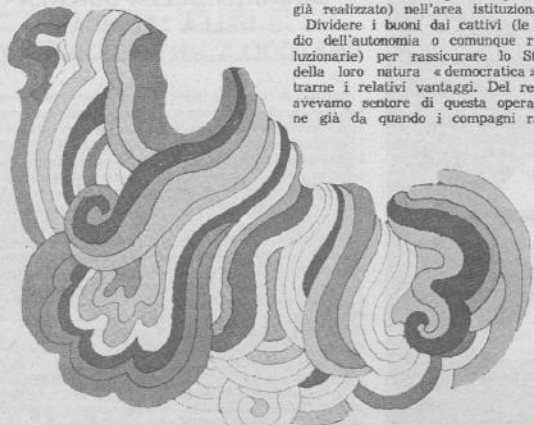 già realizzato) nell'area istituziona
Dividere i buoni dai cattivi (le
dio dell'autonomia o comunque r
luzionarie) per rassicurare lo St
della loro natura « democratica »
trarne i relativi vantaggi. Del re
avevamo sentore di questa opera
ne già da quando i compagni r